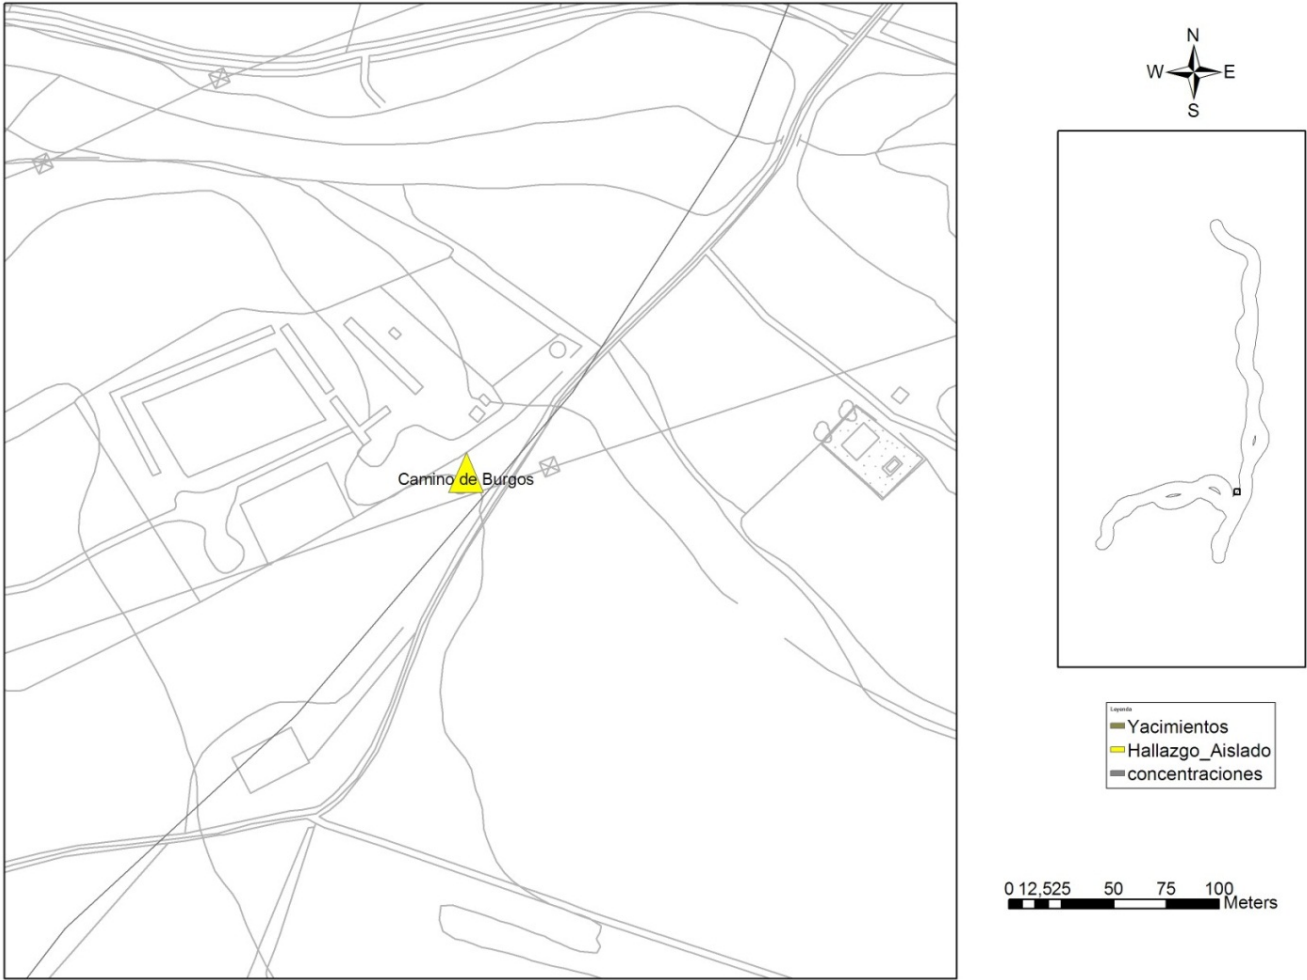 Camino de Burgos
N
W E
S
Leyenda
Yacimientos
Hallazgo_Aislado
concentraciones
0 12,525 50 75 100
Meters